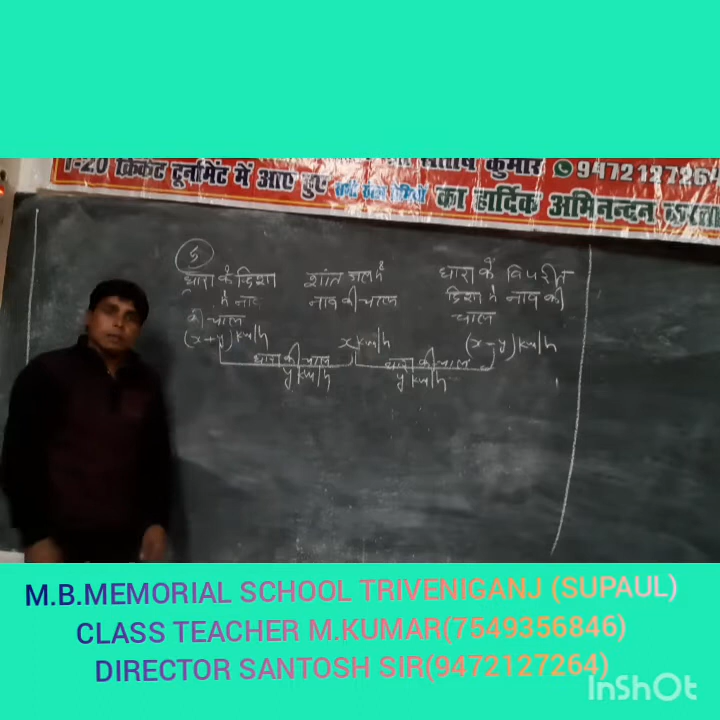 T-20 क्रिकेट टूर्नामेंट में आए हुए का हार्दिक अभिनन्दन करता
कुमार 9472127264
5
धारा के दिशा शांत जल में धारा के विपरीत
में नाव नाव की चाल दिशा में नाव की
की चाल चाल
(x+y) km/h x km/h (x-y) km/h
धारा की चाल धारा की चाल
y km/h y km/h
M.B.MEMORIAL SCHOOL TRIVENIGANJ (SUPAUL)
CLASS TEACHER M.KUMAR(7549356846)
DIRECTOR SANTOSH SIR(9472127264)
InShOt